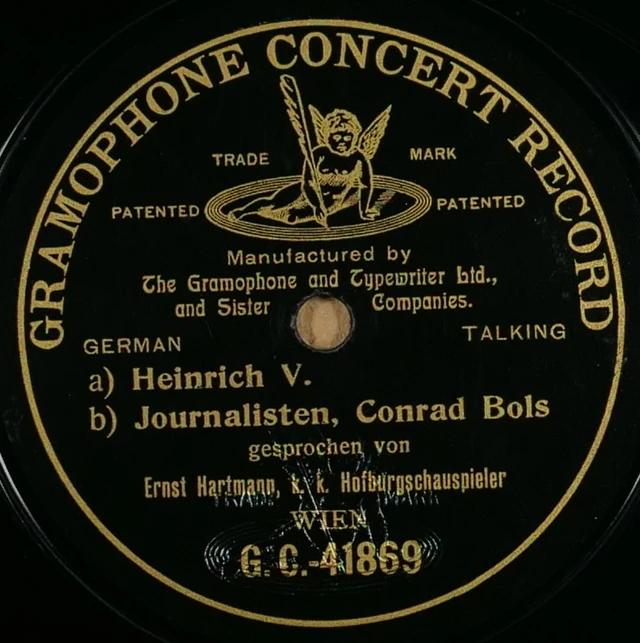 GRAMOPHONE CONCERT RECORD
TRADE MARK
PATENTED PATENTED
Manufactured by
The Gramophone and Typewriter Ltd.,
and Sister Companies.
GERMAN TALKING
a) Heinrich V.
b) Journalisten, Conrad Bols
gesprochen von
Ernst Hartmann, k. k. Hofburgschauspieler
WIEN
G. C.-41869